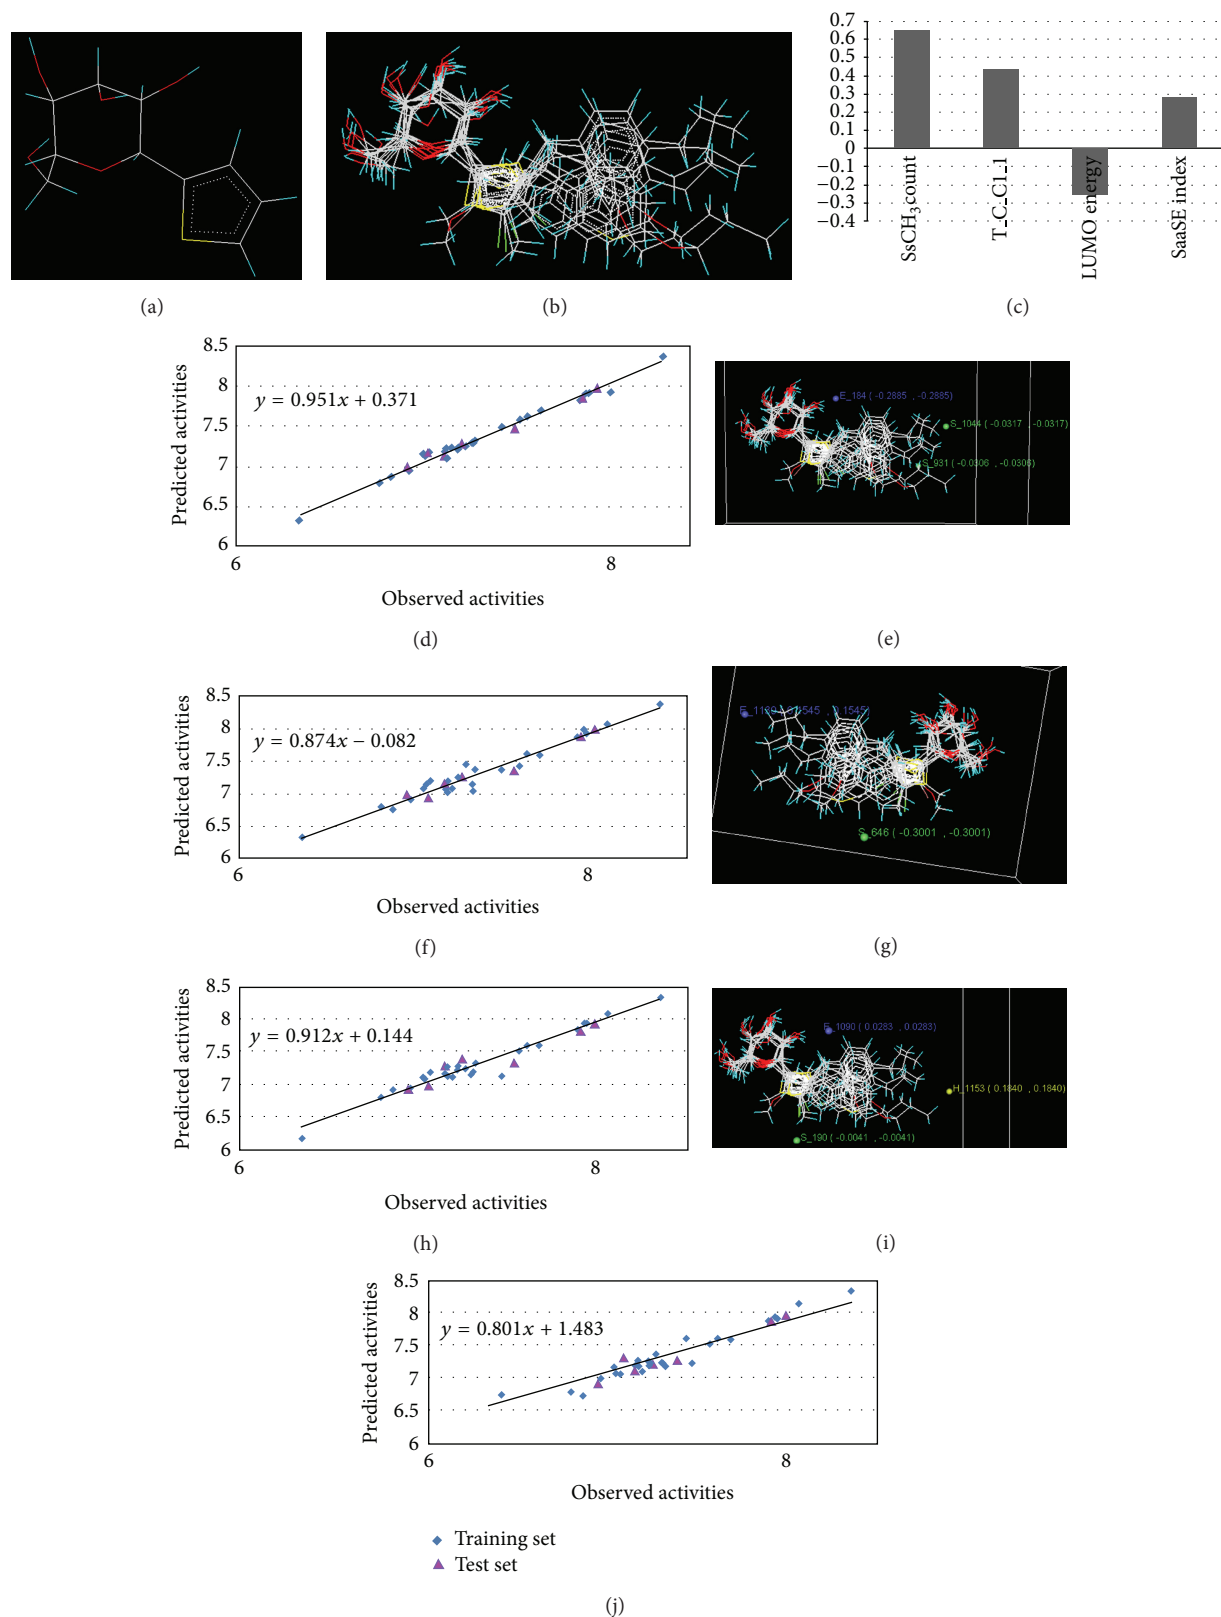 0.7
0.6
0.5
0.4
0.3
0.2
0.1
0
−0.1
−0.2
−0.3
−0.4
SsCH3count
T_C_C1_1
LUMO energy
SaaSE index
(a)
(b)
(c)
8.5
8
7.5
7
6.5
6
Predicted activities
y = 0.951x + 0.371
6
8
Observed activities
(d)
E_184 ( -0.2885 , -0.2885)
S_1044 ( -0.0317 , -0.0317)
S_931 ( -0.0306 , -0.0306)
(e)
8.5
8
7.5
7
6.5
6
Predicted activities
y = 0.874x − 0.082
6
8
Observed activities
(f)
0.1545)
S_646 ( -0.3001 , -0.3001)
(g)
8.5
8
7.5
7
6.5
6
Predicted activities
y = 0.912x + 0.144
6
8
Observed activities
(h)
E_1090 ( 0.0283 , 0.0283)
H_1153 ( 0.1840 , 0.1840)
S_190 ( -0.0041 , -0.0041)
(i)
8.5
8
7.5
7
6.5
6
Predicted activities
y = 0.801x + 1.483
6
8
Observed activities
Training set
Test set
(j)